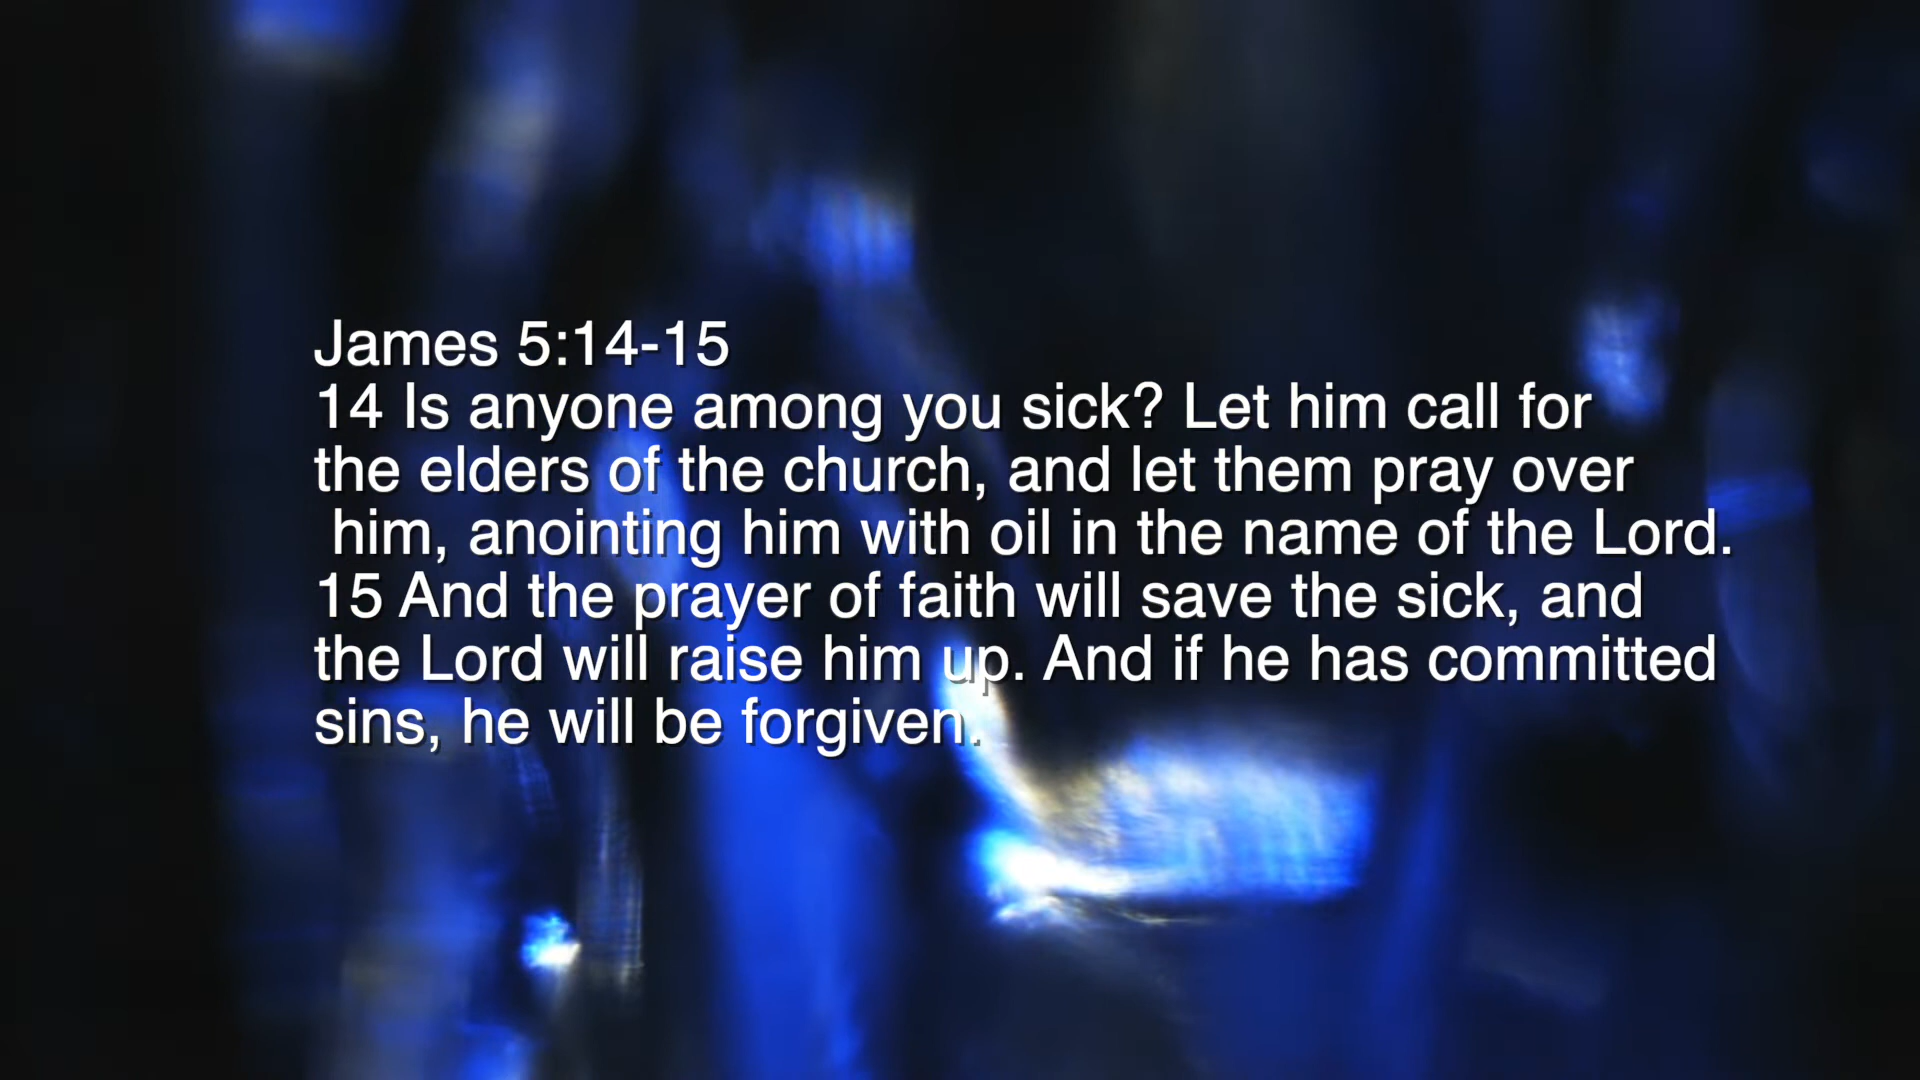 James 5:14-15
14 Is anyone among you sick? Let him call for
the elders of the church, and let them pray over
him, anointing him with oil in the name of the Lord.
15 And the prayer of faith will save the sick, and
the Lord will raise him up. And if he has committed
sins, he will be forgiven.